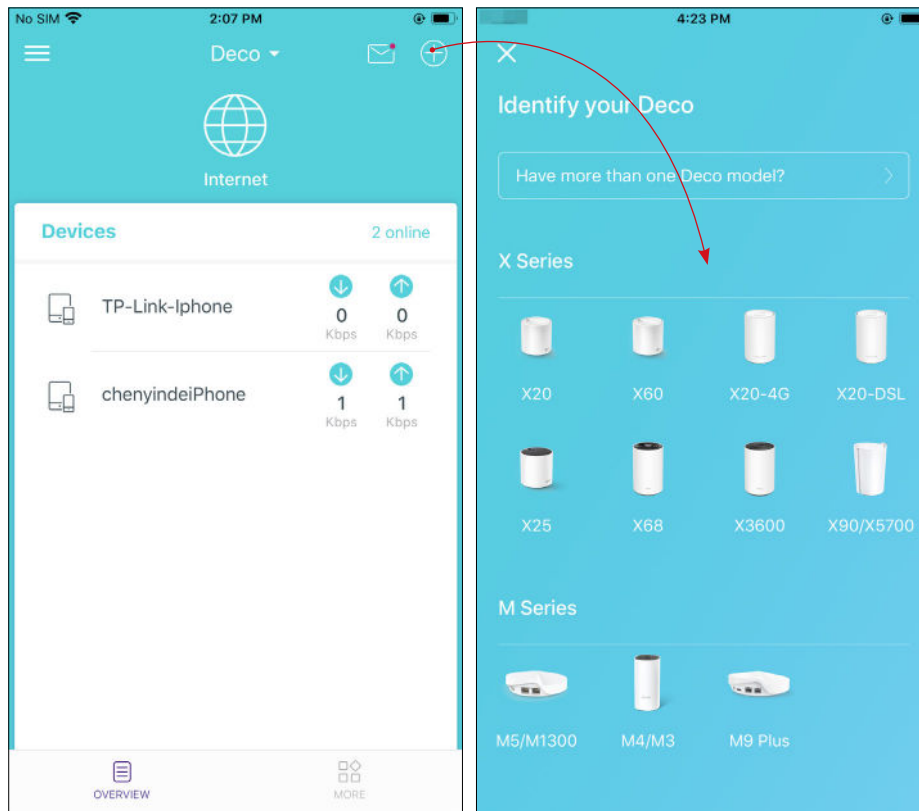 No SIM
2:07 PM
Deco
Internet
Devices
2 online
TP-Link-Iphone
0
Kbps
0
Kbps
chenyindeiPhone
1
Kbps
1
Kbps
OVERVIEW
MORE
4:23 PM
Identify your Deco
Have more than one Deco model?
X Series
X20
X60
X20-4G
X20-DSL
X25
X68
X3600
X90/X5700
M Series
M5/M1300
M4/M3
M9 Plus